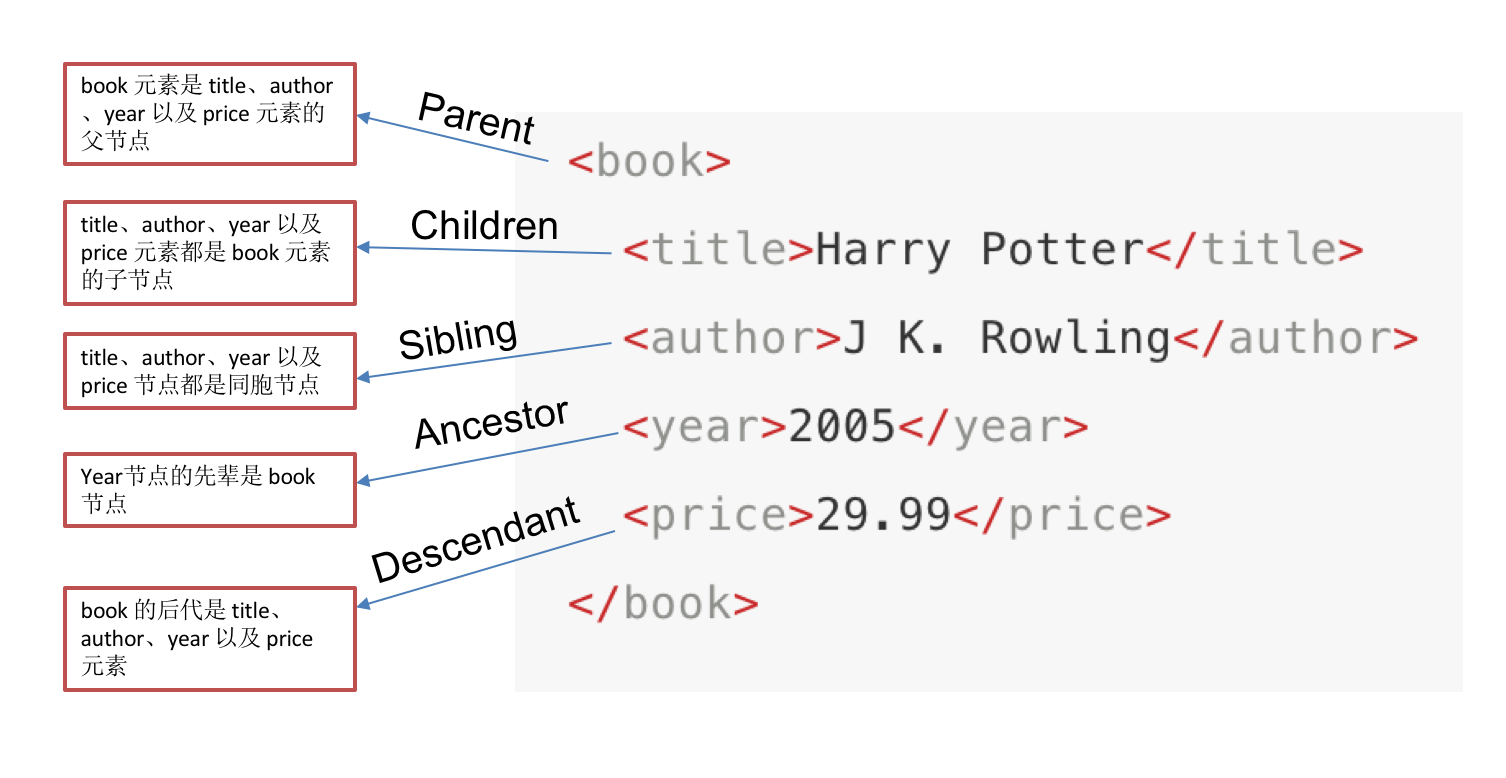 book 元素是 title、author
、year 以及 price 元素的
父节点
Parent
<book>
title、author、year 以及
price 元素都是 book 元素
的子节点
Children
<title>Harry Potter</title>
title、author、year 以及
price 节点都是同胞节点
Sibling
<author>J K. Rowling</author>
Year节点的先辈是 book
节点
Ancestor
<year>2005</year>
book 的后代是 title、
author、year 以及 price
元素
Descendant
<price>29.99</price>
</book>